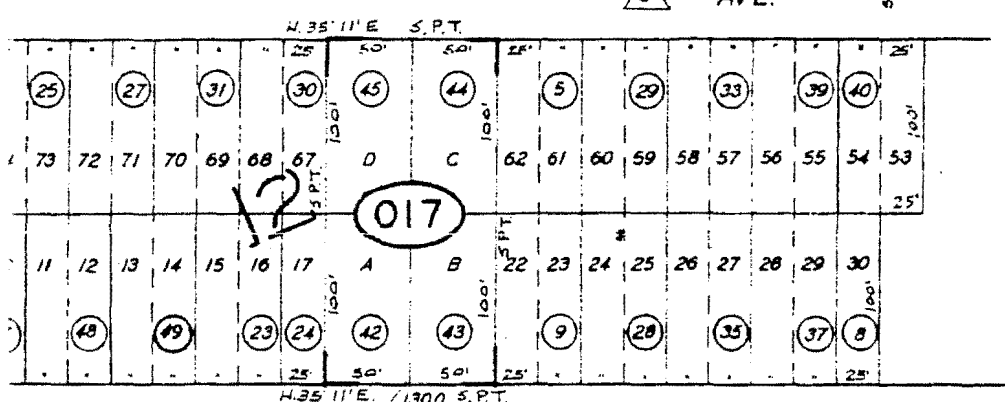 AVE.
N.35°11'E S.P.T.
25' 50' 50' 25' 25'
25 27 31 30 45 44 5 29 33 39 40
100' 100' 100'
73 72 71 70 69 68 67 D C 62 61 60 59 58 57 56 55 54 53
S.P.T.
12
017
25'
S.P.T.
11 12 13 14 15 16 17 A B 22 23 24 25 26 27 28 29 30
100' 100' 100'
48 49 23 24 42 43 9 28 35 37 8
25' 50' 50' 25' 25'
N.35°11'E. /1300 S.P.T.